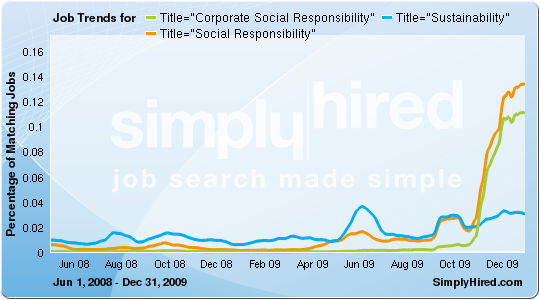 Job Trends for
Title="Corporate Social Responsibility" Title="Sustainability"
Title="Social Responsibility"
Percentage of Matching Jobs
0.16
0.14
0.12
0.1
0.08
0.06
0.04
0.02
0
simply hired
job search made simple
Jun 08 Aug 08 Oct 08 Dec 08 Feb 09 Apr 09 Jun 09 Aug 09 Oct 09 Dec 09
Jun 1, 2008 - Dec 31, 2009 SimplyHired.com